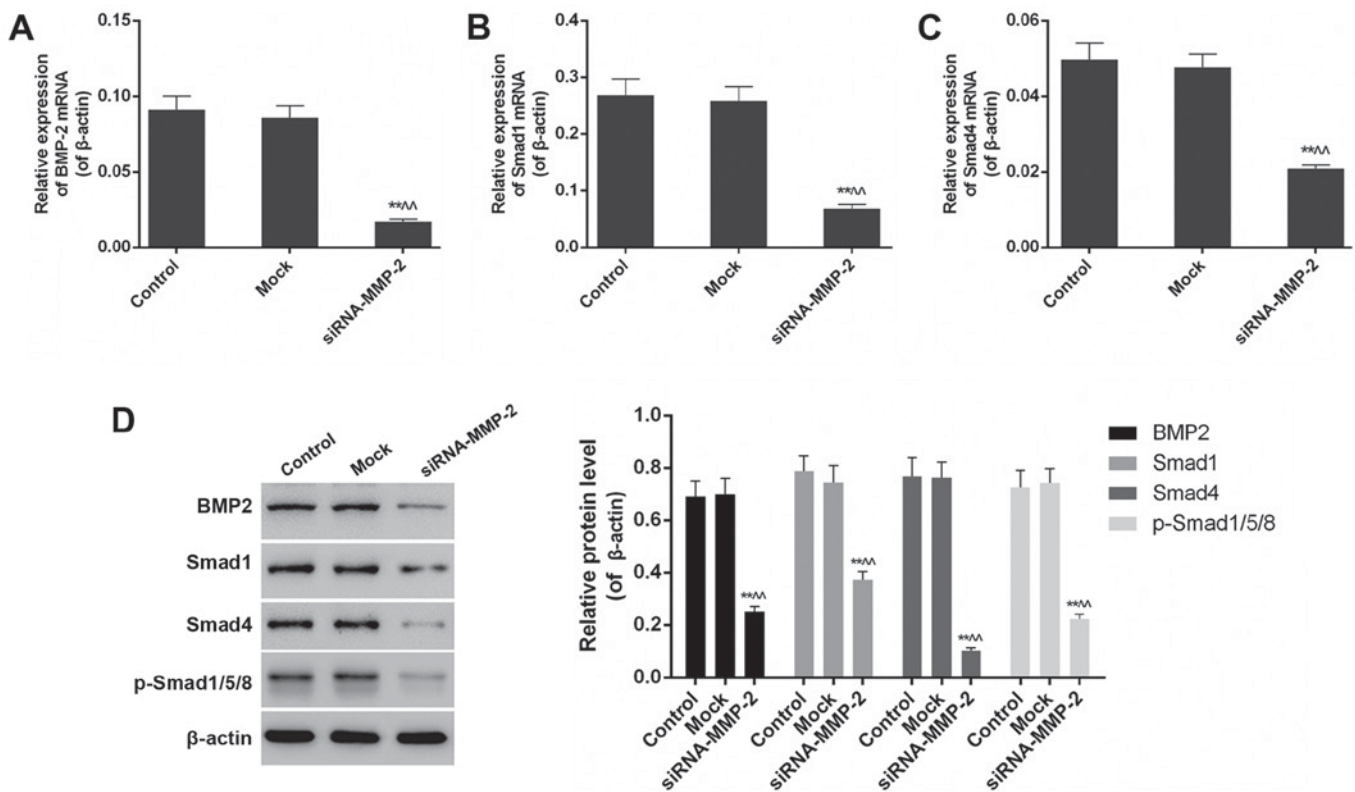 A
Relative expression
of BMP-2 mRNA
(of β-actin)
0.15
0.10
0.05
0.00
**^^
Control
Mock
siRNA-MMP-2
B
Relative expression
of Smad1 mRNA
(of β-actin)
0.4
0.3
0.2
0.1
0.0
**^^
Control
Mock
siRNA-MMP-2
C
Relative expression
of Smad4 mRNA
(of β-actin)
0.06
0.04
0.02
0.00
**^^
Control
Mock
siRNA-MMP-2
D
Control
Mock
siRNA-MMP-2
BMP2
Smad1
Smad4
p-Smad1/5/8
β-actin
Relative protein level
(of β-actin)
1.0
0.8
0.6
0.4
0.2
0.0
**^^
**^^
**^^
**^^
Control
Mock
siRNA-MMP-2
Control
Mock
siRNA-MMP-2
Control
Mock
siRNA-MMP-2
Control
Mock
siRNA-MMP-2
BMP2
Smad1
Smad4
p-Smad1/5/8